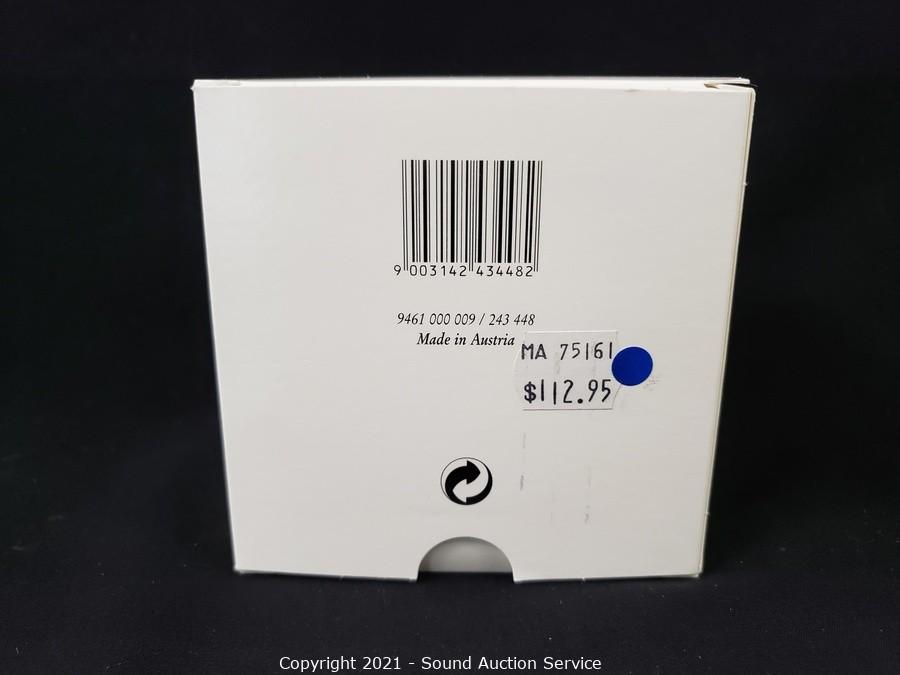 9 003142 434482
9461 000 009 / 243 448
Made in Austria
MA 75161
$112.95
Copyright 2021 - Sound Auction Service